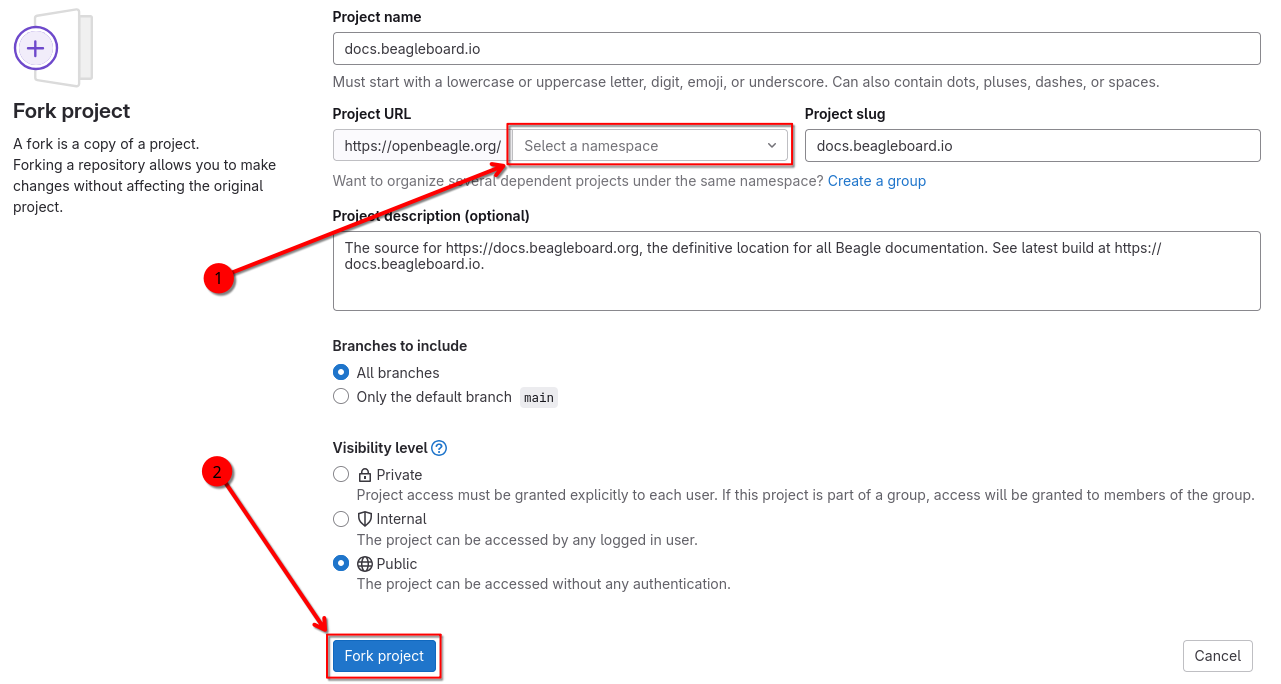 Fork project
A fork is a copy of a project.
Forking a repository allows you to make
changes without affecting the original
project.
Project name
docs.beagleboard.io
Must start with a lowercase or uppercase letter, digit, emoji, or underscore. Can also contain dots, pluses, dashes, or spaces.
Project URL
https://openbeagle.org/
Select a namespace
Project slug
docs.beagleboard.io
Want to organize several dependent projects under the same namespace? Create a group
1
Project description (optional)
The source for https://docs.beagleboard.org, the definitive location for all Beagle documentation. See latest build at https://
docs.beagleboard.io.
Branches to include
All branches
Only the default branch main
Visibility level ?
2
Private
Project access must be granted explicitly to each user. If this project is part of a group, access will be granted to members of the group.
Internal
The project can be accessed by any logged in user.
Public
The project can be accessed without any authentication.
Fork project
Cancel